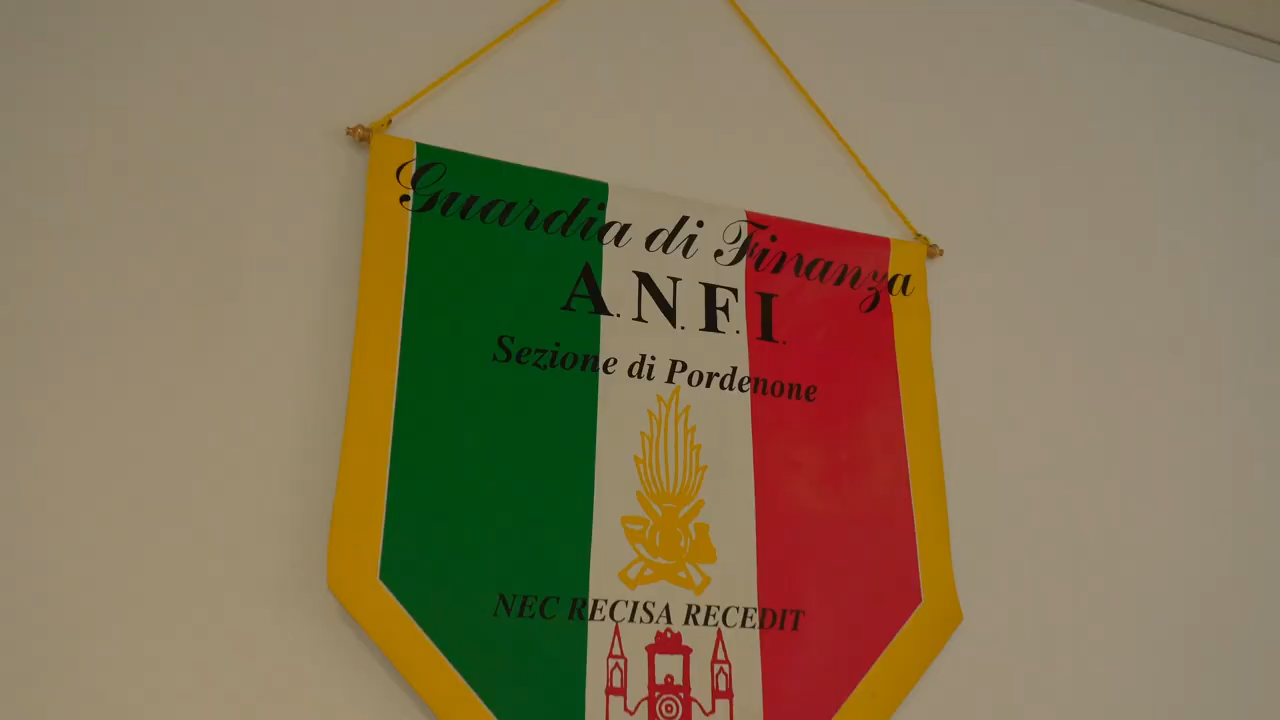 Guardia di Finanza
A.N.F.I.
Sezione di Pordenone
NEC RECISA RECEDIT